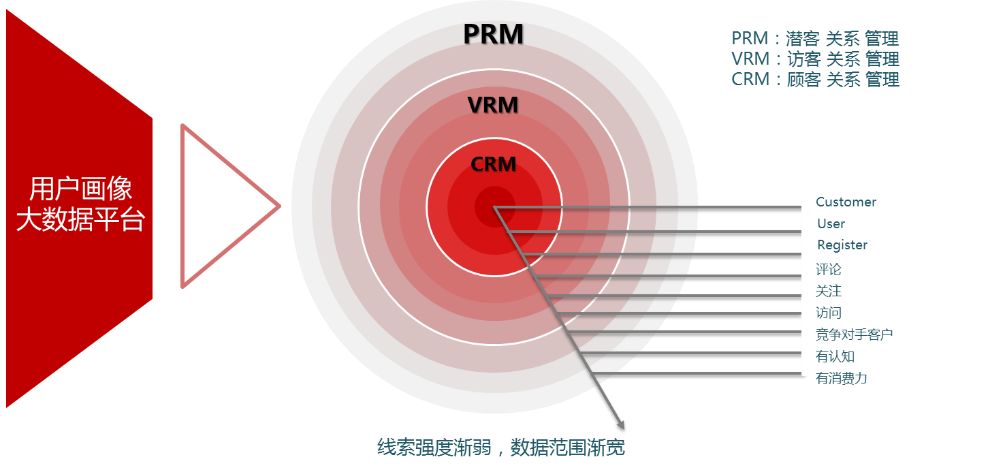 用户画像
大数据平台
PRM
VRM
CRM
PRM：潜客 关系 管理
VRM：访客 关系 管理
CRM：顾客 关系 管理
Customer
User
Register
评论
关注
访问
竞争对手客户
有认知
有消费力
线索强度渐弱，数据范围渐宽